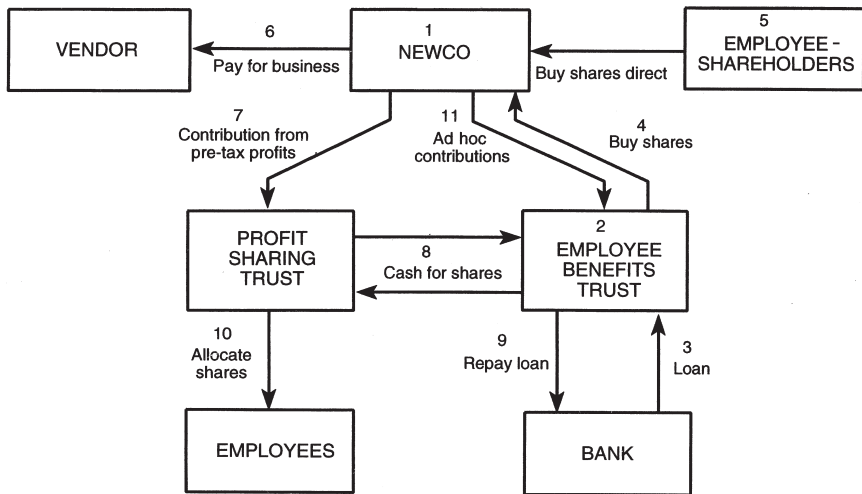 VENDOR
6
Pay for business
1
NEWCO
Buy shares direct
5
EMPLOYEE -
SHAREHOLDERS
7
Contribution from
pre-tax profits
11
Ad hoc
contributions
4
Buy shares
PROFIT
SHARING
TRUST
8
Cash for shares
2
EMPLOYEE
BENEFITS
TRUST
10
Allocate
shares
9
Repay loan
3
Loan
EMPLOYEES
BANK